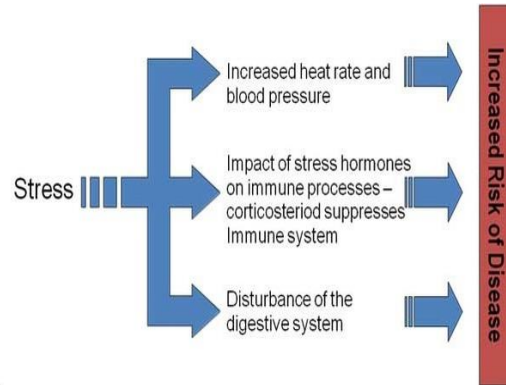 Stress
Increased heat rate and
blood pressure
Impact of stress hormones
on immune processes –
corticosteriod suppresses
Immune system
Disturbance of the
digestive system
Increased Risk of Disease